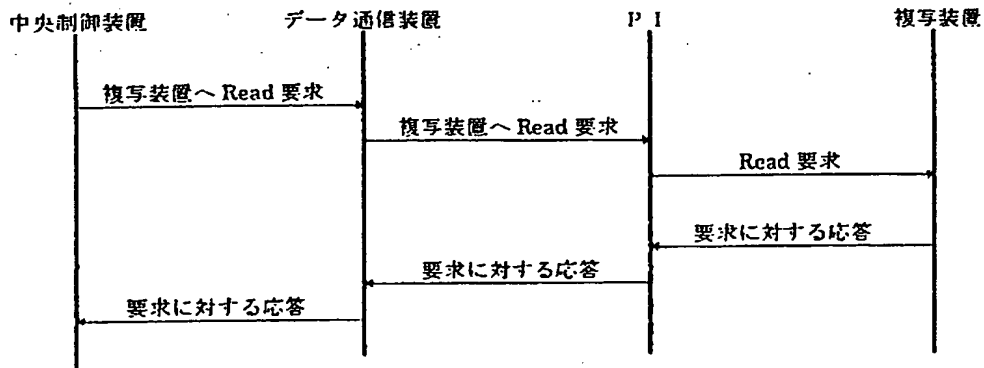 中央制御装置
データ通信装置
P I
複写装置
複写装置へ Read 要求
複写装置へ Read 要求
Read 要求
要求に対する応答
要求に対する応答
要求に対する応答